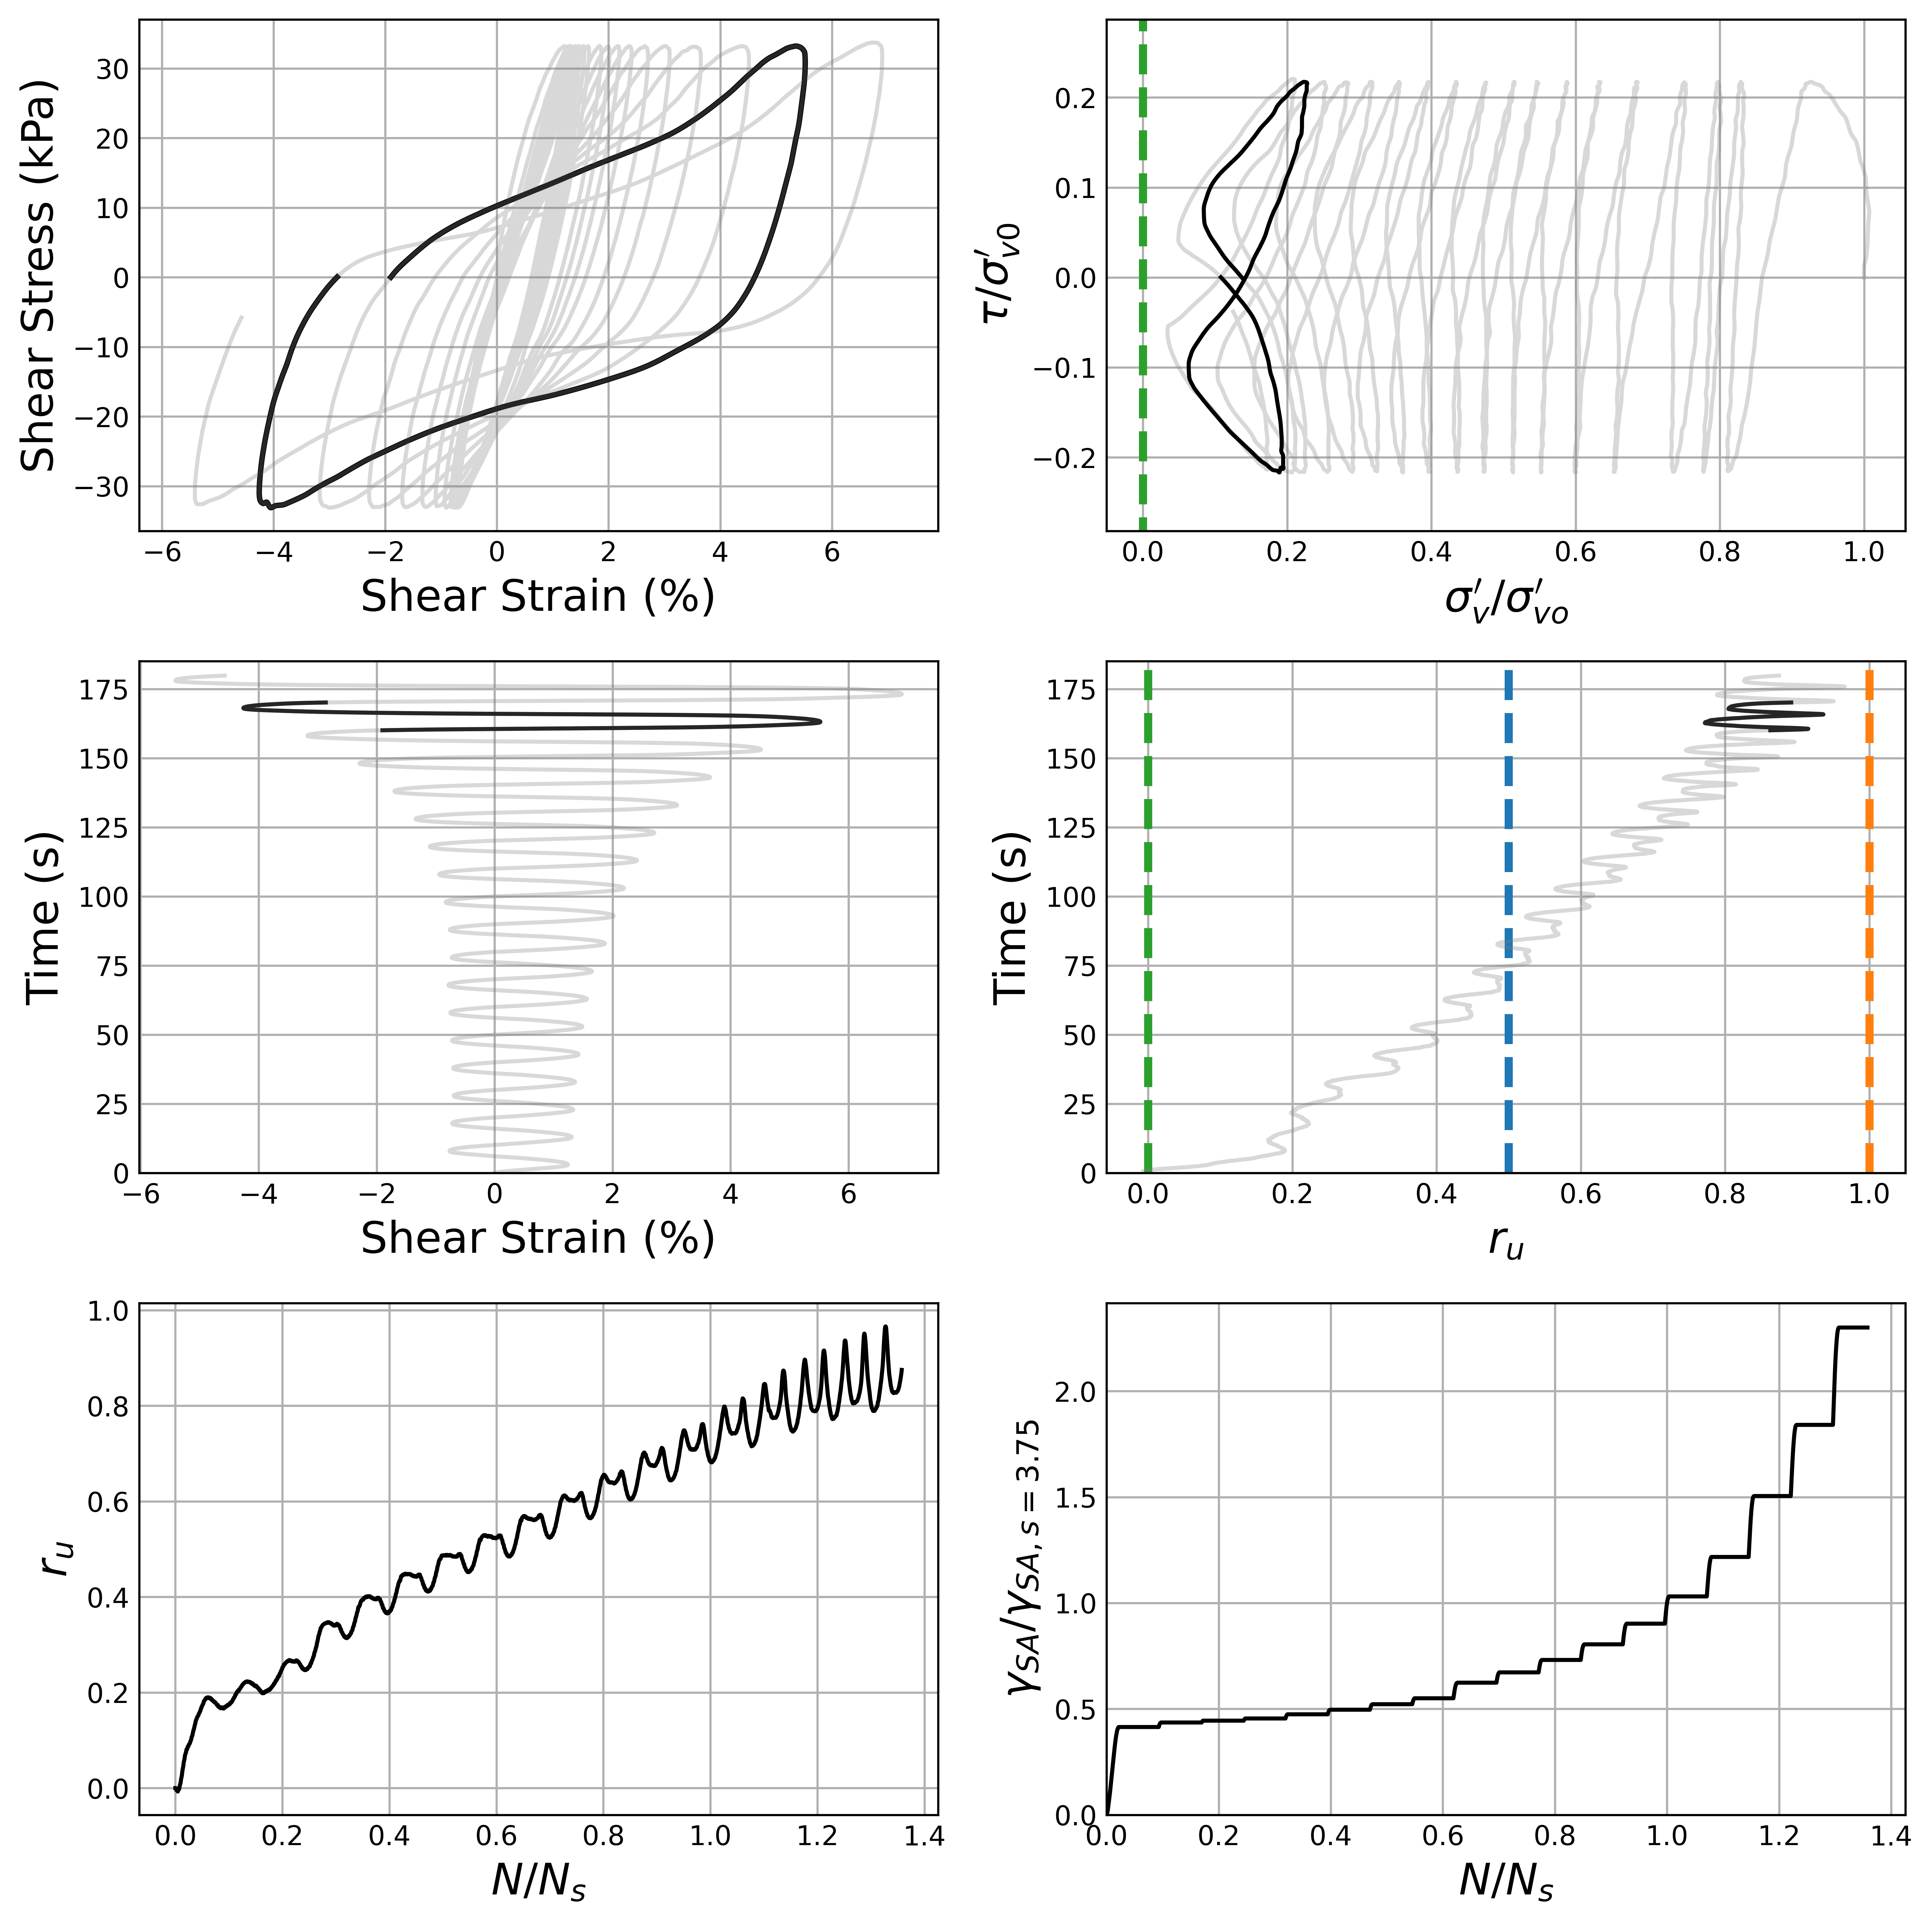 30
20
10
0
−10
−20
−30
Shear Stress (kPa)
−6 −4 −2 0 2 4 6
Shear Strain (%)
0.2
0.1
0.0
−0.1
−0.2
τ/σ′v0
0.0 0.2 0.4 0.6 0.8 1.0
σ′v/σ′vo
175
150
125
100
75
50
25
0
Time (s)
−6 −4 −2 0 2 4 6
Shear Strain (%)
175
150
125
100
75
50
25
0
Time (s)
0.0 0.2 0.4 0.6 0.8 1.0
ru
1.0
0.8
0.6
0.4
0.2
0.0
ru
0.0 0.2 0.4 0.6 0.8 1.0 1.2 1.4
N/Ns
2.0
1.5
1.0
0.5
0.0
γSA/γSA, s = 3.75
0.0 0.2 0.4 0.6 0.8 1.0 1.2 1.4
N/Ns